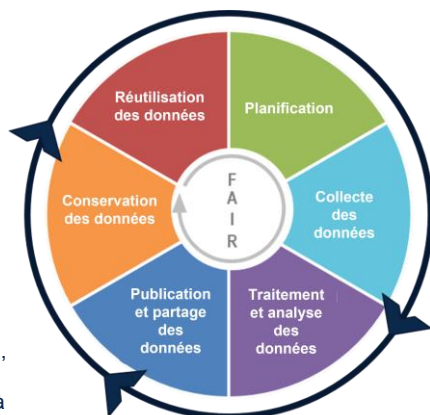 Planification
Collecte
des
données
Traitement
et analyse
des
données
Publication
et partage
des
données
Conservation
des données
Réutilisation
des données
F
A
I
R
,
a